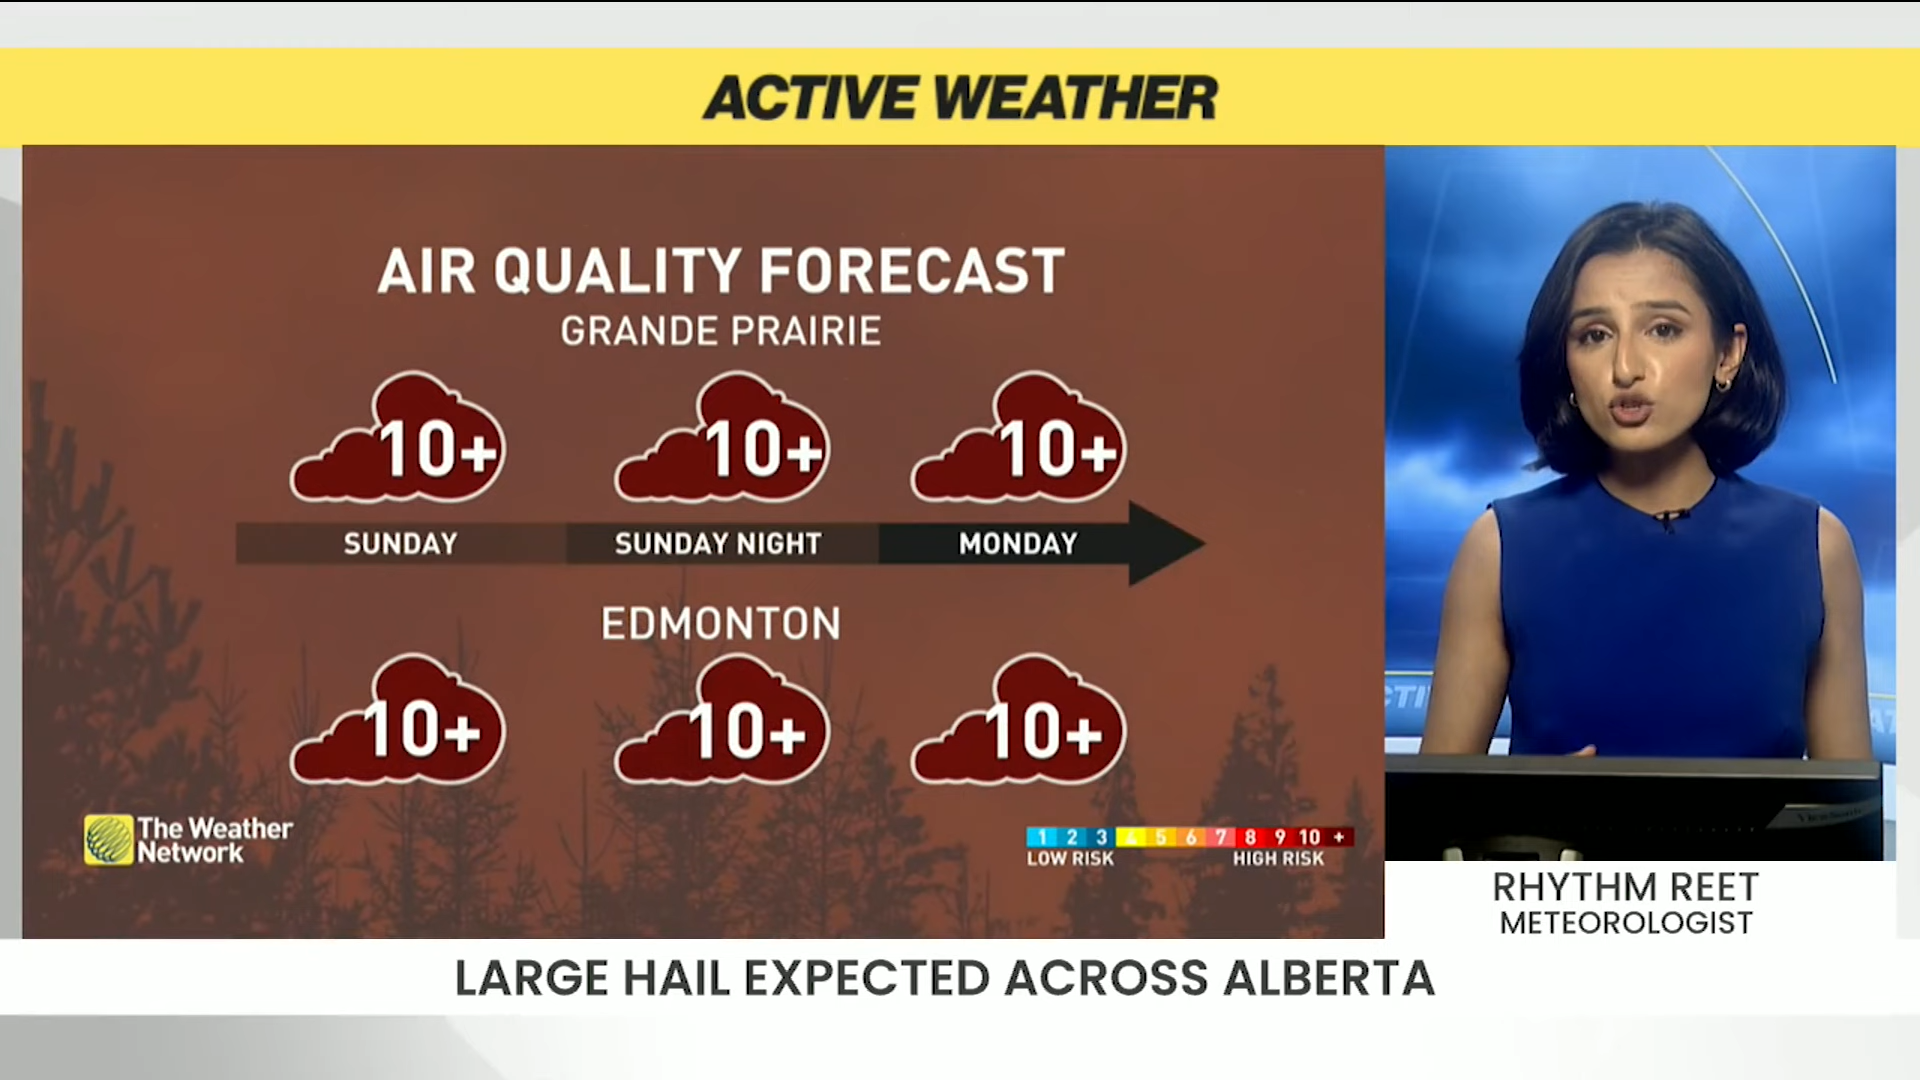 ACTIVE WEATHER
AIR QUALITY FORECAST
GRANDE PRAIRIE
10+ 10+ 10+
SUNDAY SUNDAY NIGHT MONDAY
EDMONTON
10+ 10+ 10+
The Weather
Network
1 2 3 4 5 6 7 8 9 10 +
LOW RISK HIGH RISK
RHYTHM REET
METEOROLOGIST
LARGE HAIL EXPECTED ACROSS ALBERTA